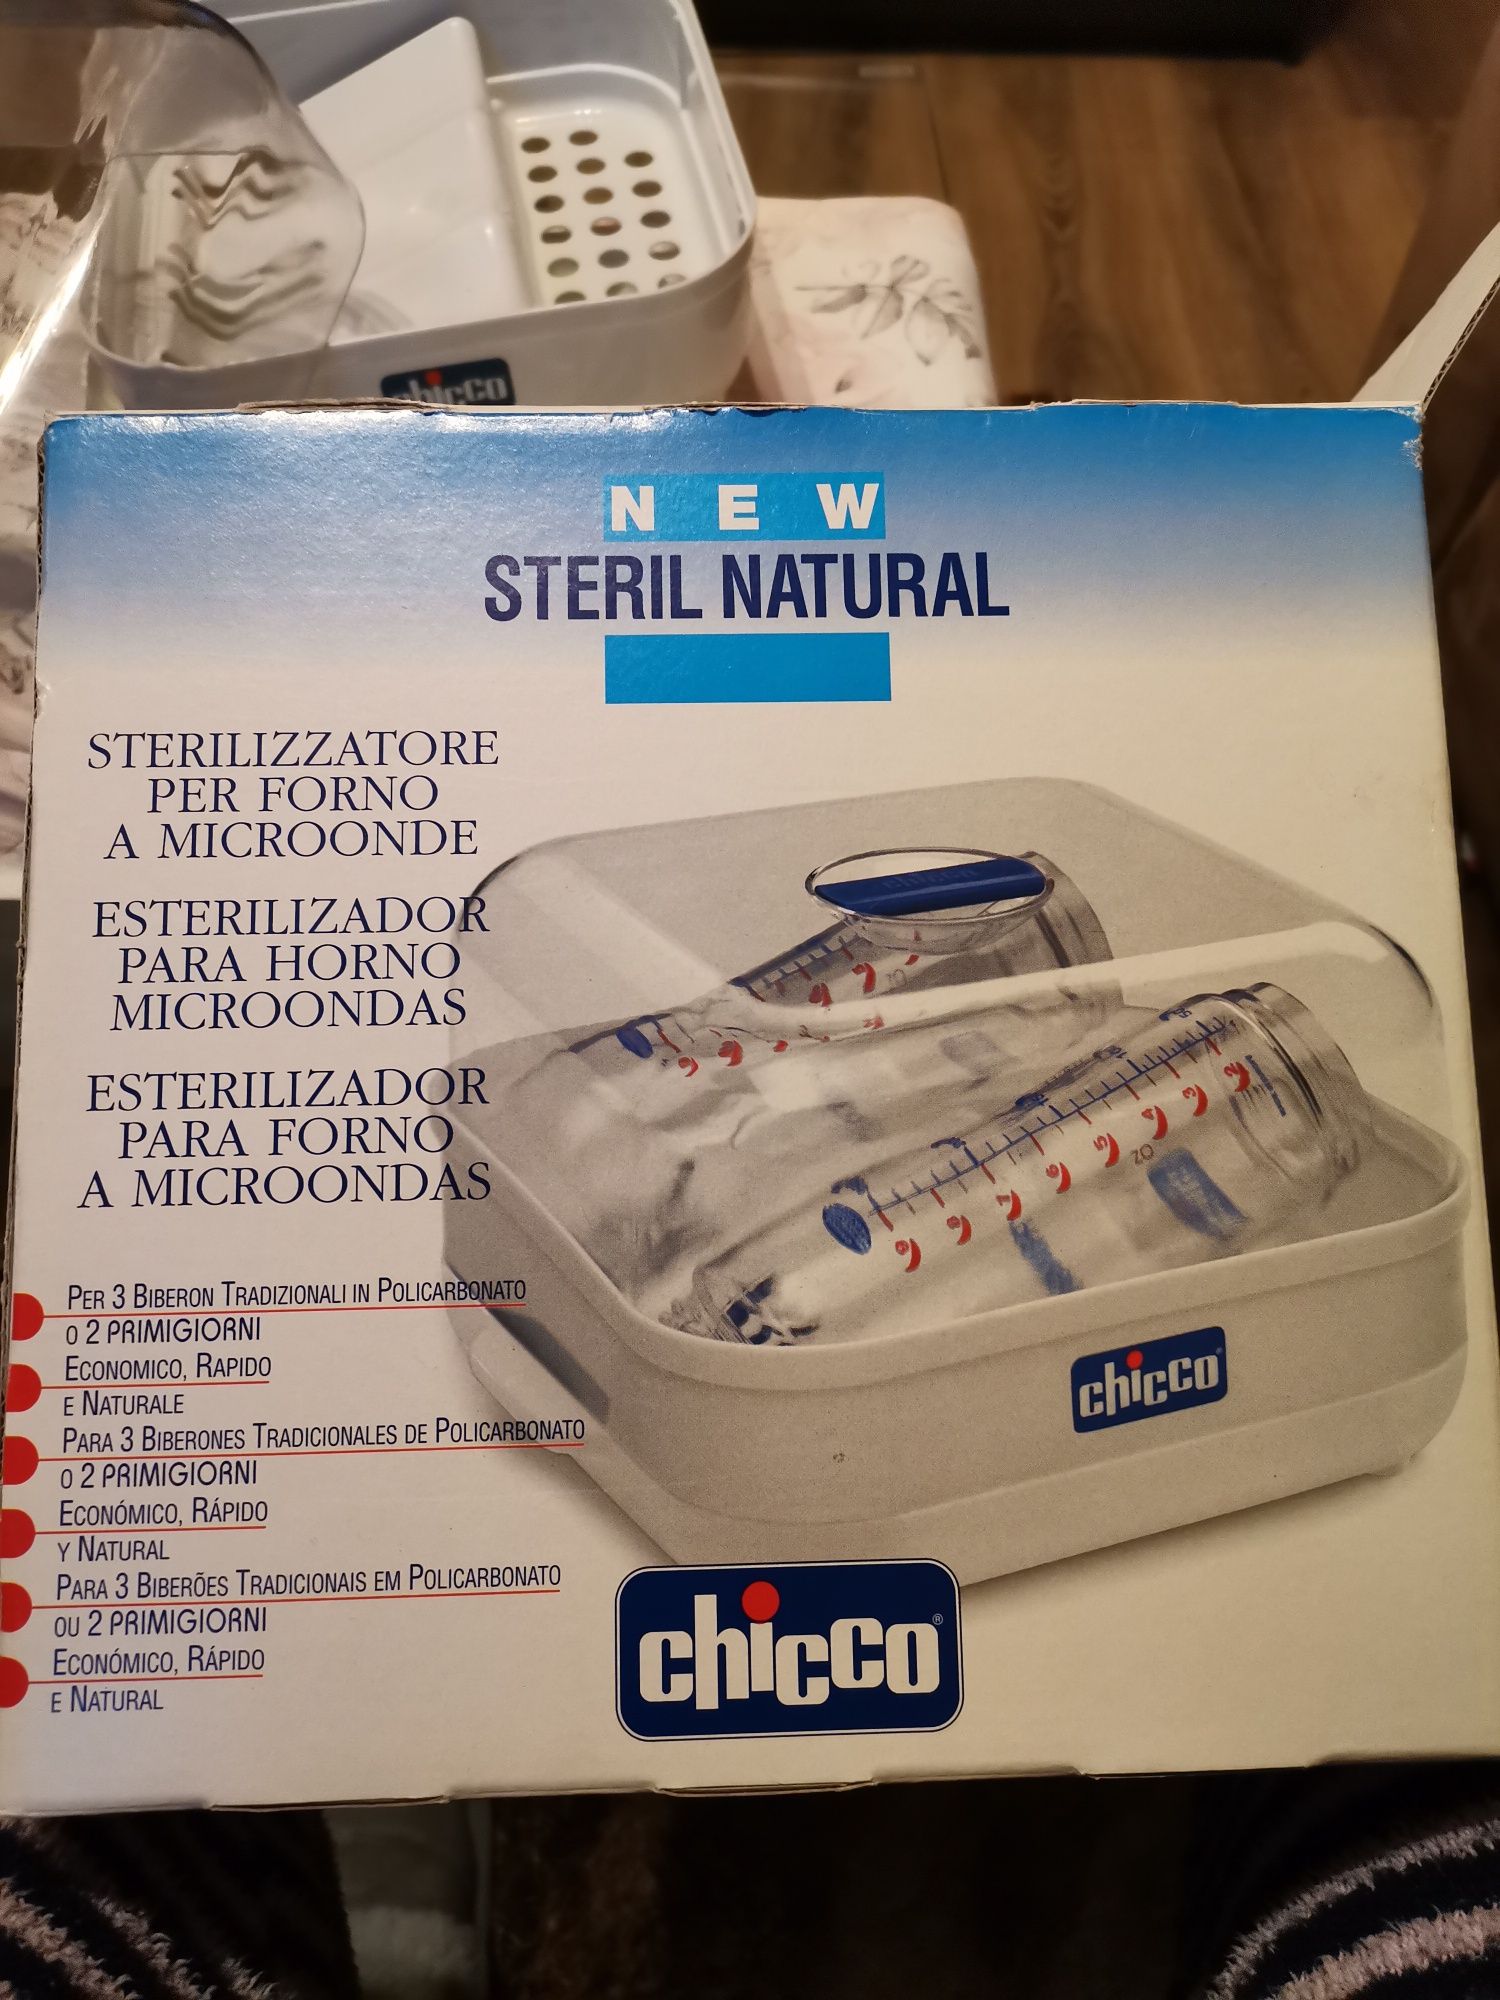 chicco
NEW
STERIL NATURAL
STERILIZZATORE
PER FORNO
A MICROONDE
ESTERILIZADOR
PARA HORNO
MICROONDAS
ESTERILIZADOR
PARA FORNO
A MICROONDAS
PER 3 BIBERON TRADIZIONALI IN POLICARBONATO
O 2 PRIMIGIORNI
ECONOMICO, RAPIDO
E NATURALE
PARA 3 BIBERONES TRADICIONALES DE POLICARBONATO
O 2 PRIMIGIORNI
ECONÓMICO, RÁPIDO
Y NATURAL
PARA 3 BIBERÕES TRADICIONAIS EM POLICARBONATO
OU 2 PRIMIGIORNI
ECONÓMICO, RÁPIDO
E NATURAL
chicco
OZ
chicco
chicco®